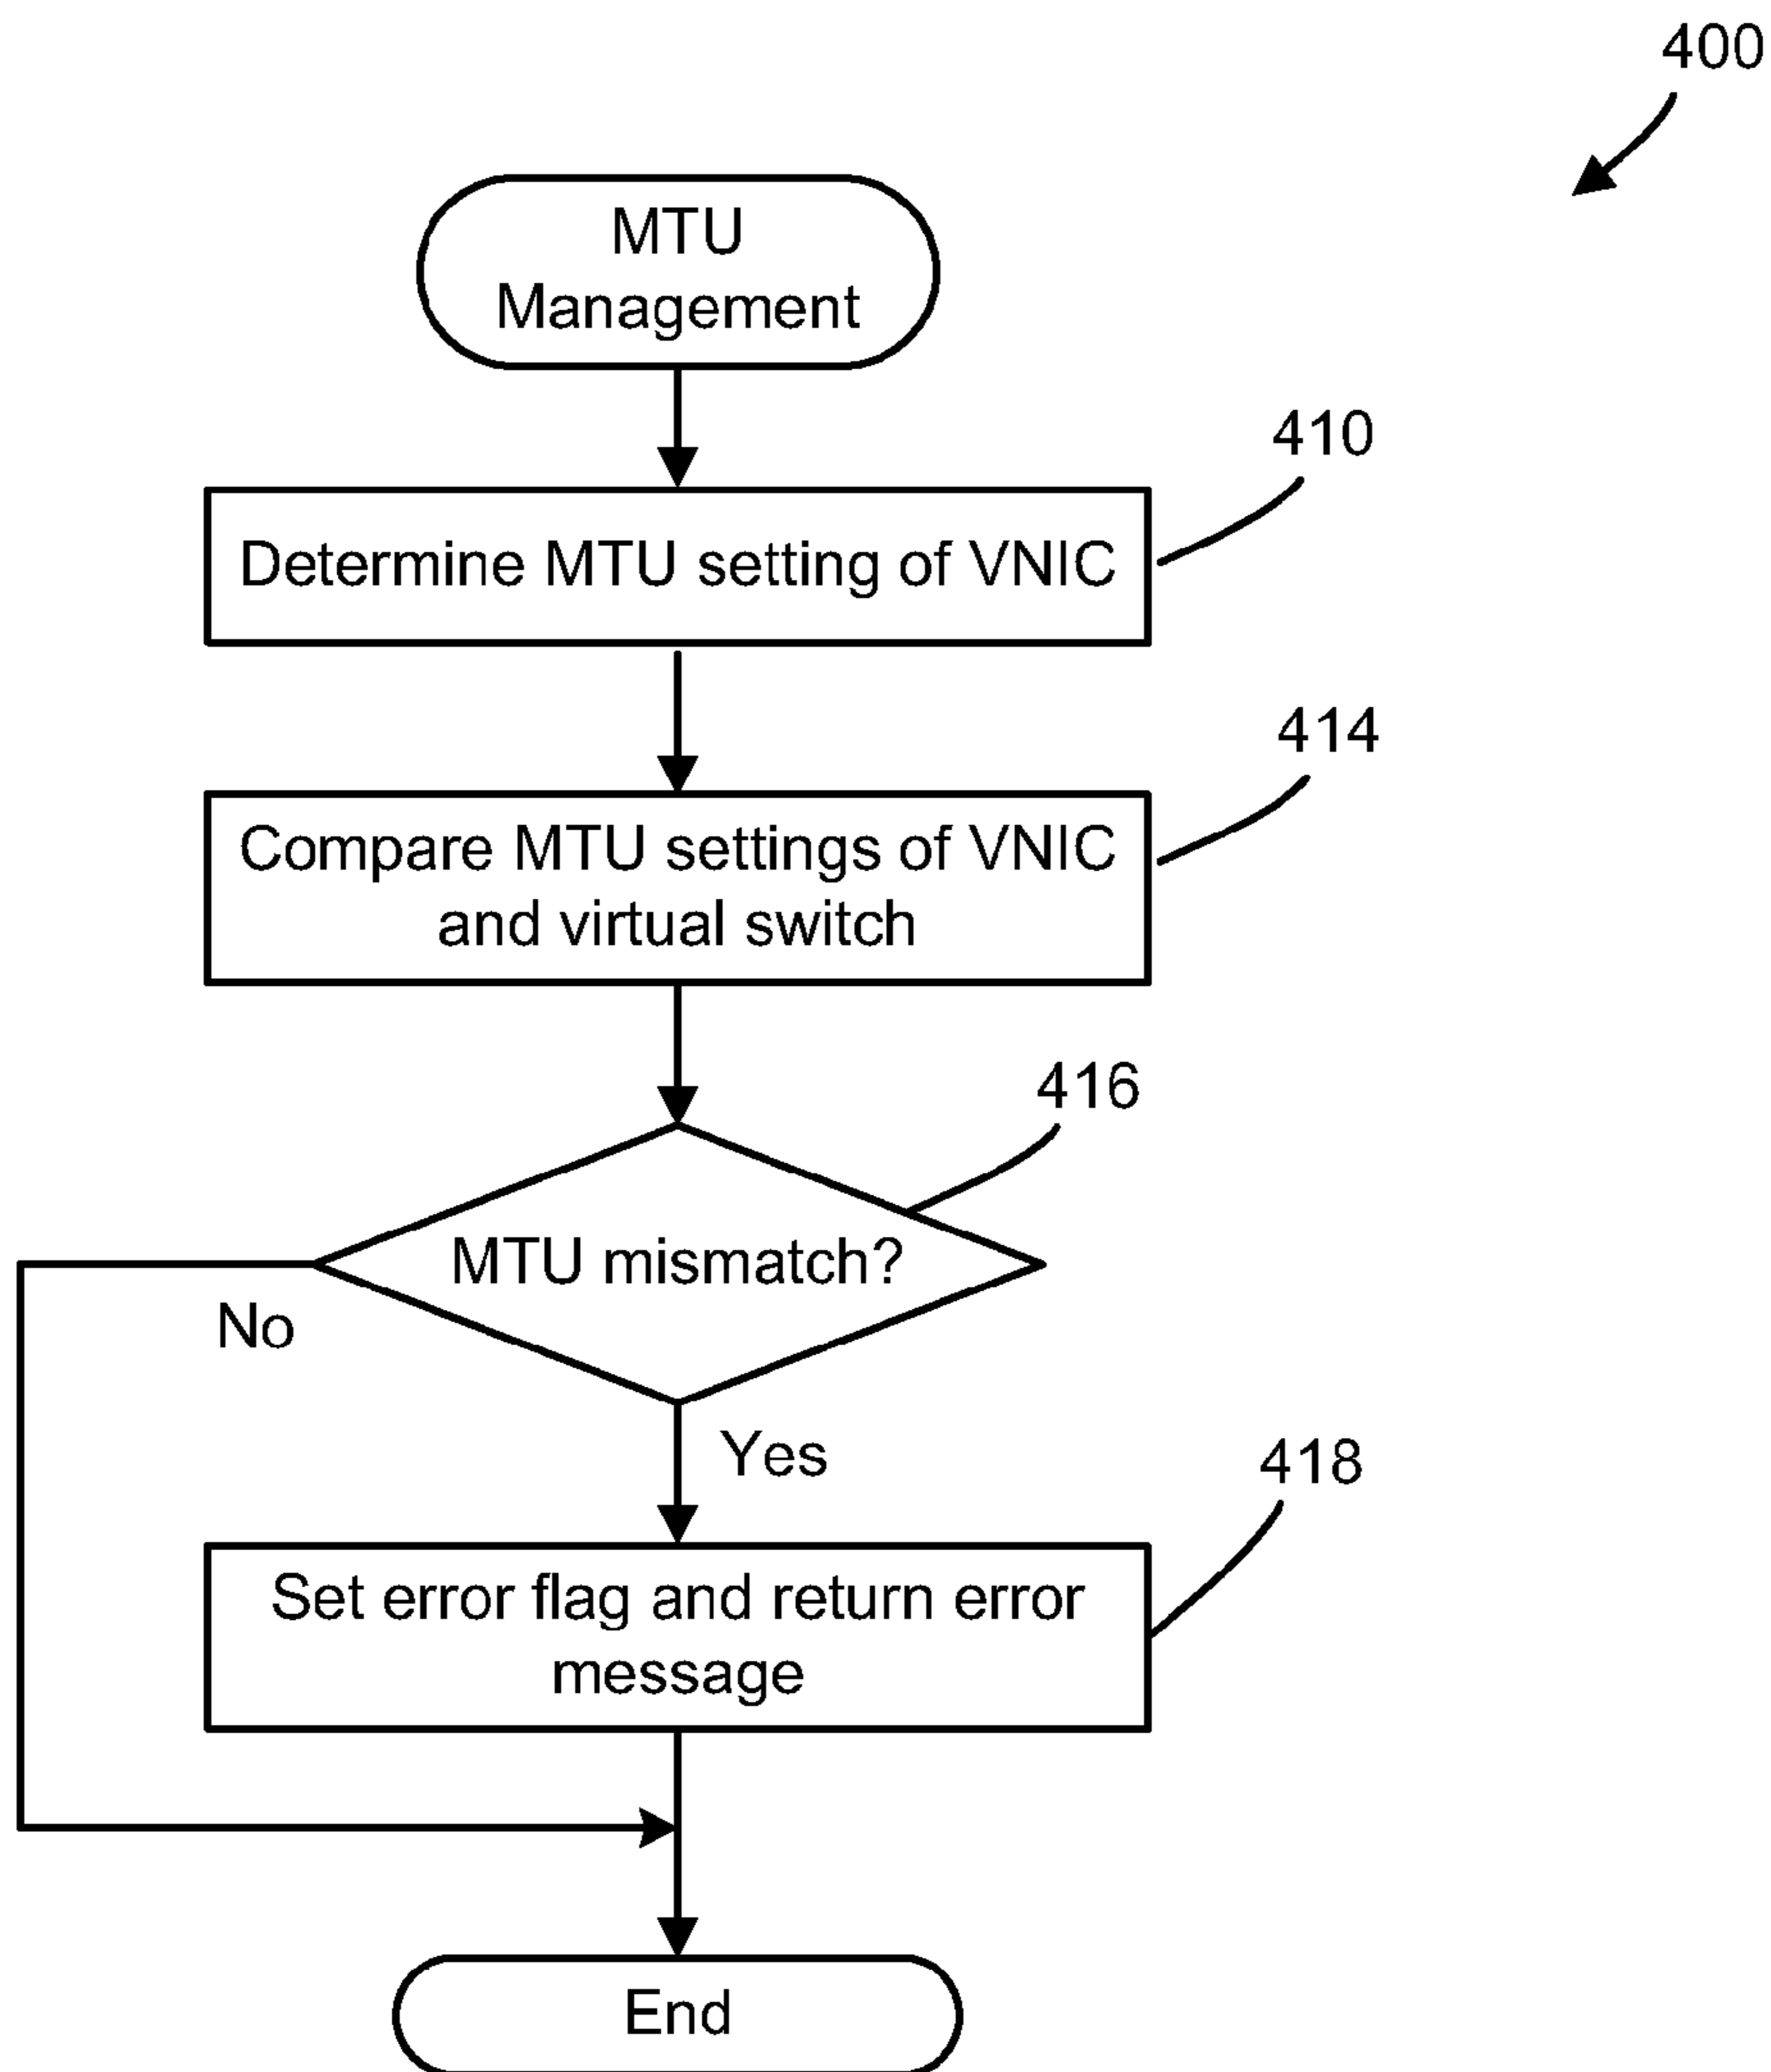 400
MTU
Management
410
Determine MTU setting of VNIC
414
Compare MTU settings of VNIC
and virtual switch
416
MTU mismatch?
No
Yes
418
Set error flag and return error
message
End